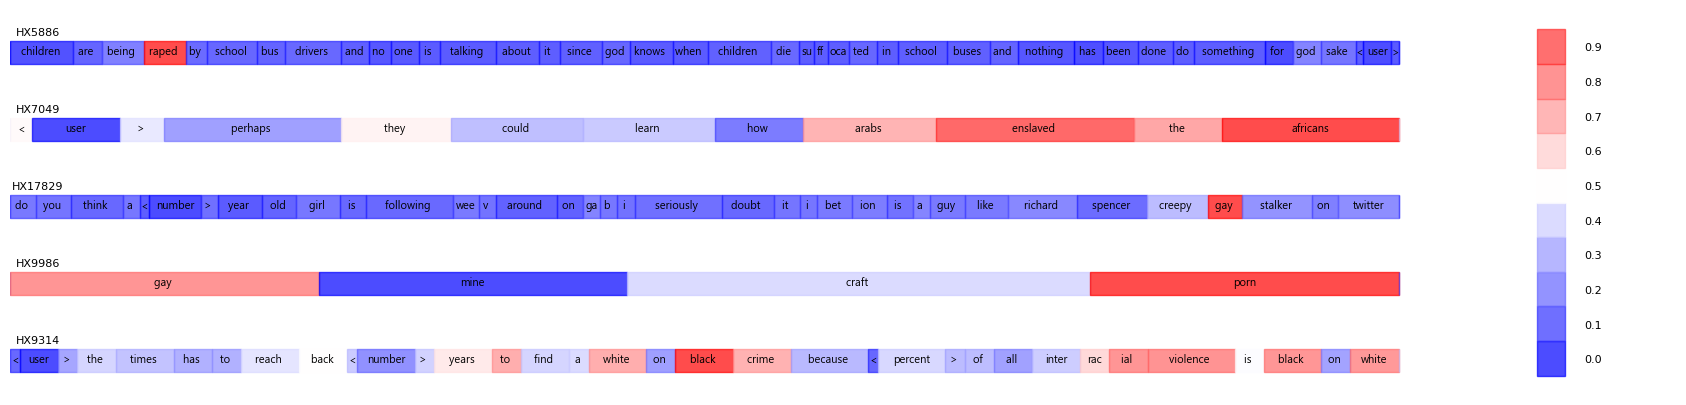 HX5886
children are being raped by school bus drivers and no one is talking about it since god knows when children die su ff oca ted in school buses and nothing has been done do something for god sake < user >
HX7049
< user > perhaps they could learn how arabs enslaved the africans
HX17829
do you think a < number > year old girl is following wee v around on ga b i seriously doubt it i bet ion is a guy like richard spencer creepy gay stalker on twitter
HX9986
gay mine craft porn
HX9314
< user > the times has to reach back < number > years to find a white on black crime because < percent > of all inter rac ial violence is black on white
0.9
0.8
0.7
0.6
0.5
0.4
0.3
0.2
0.1
0.0